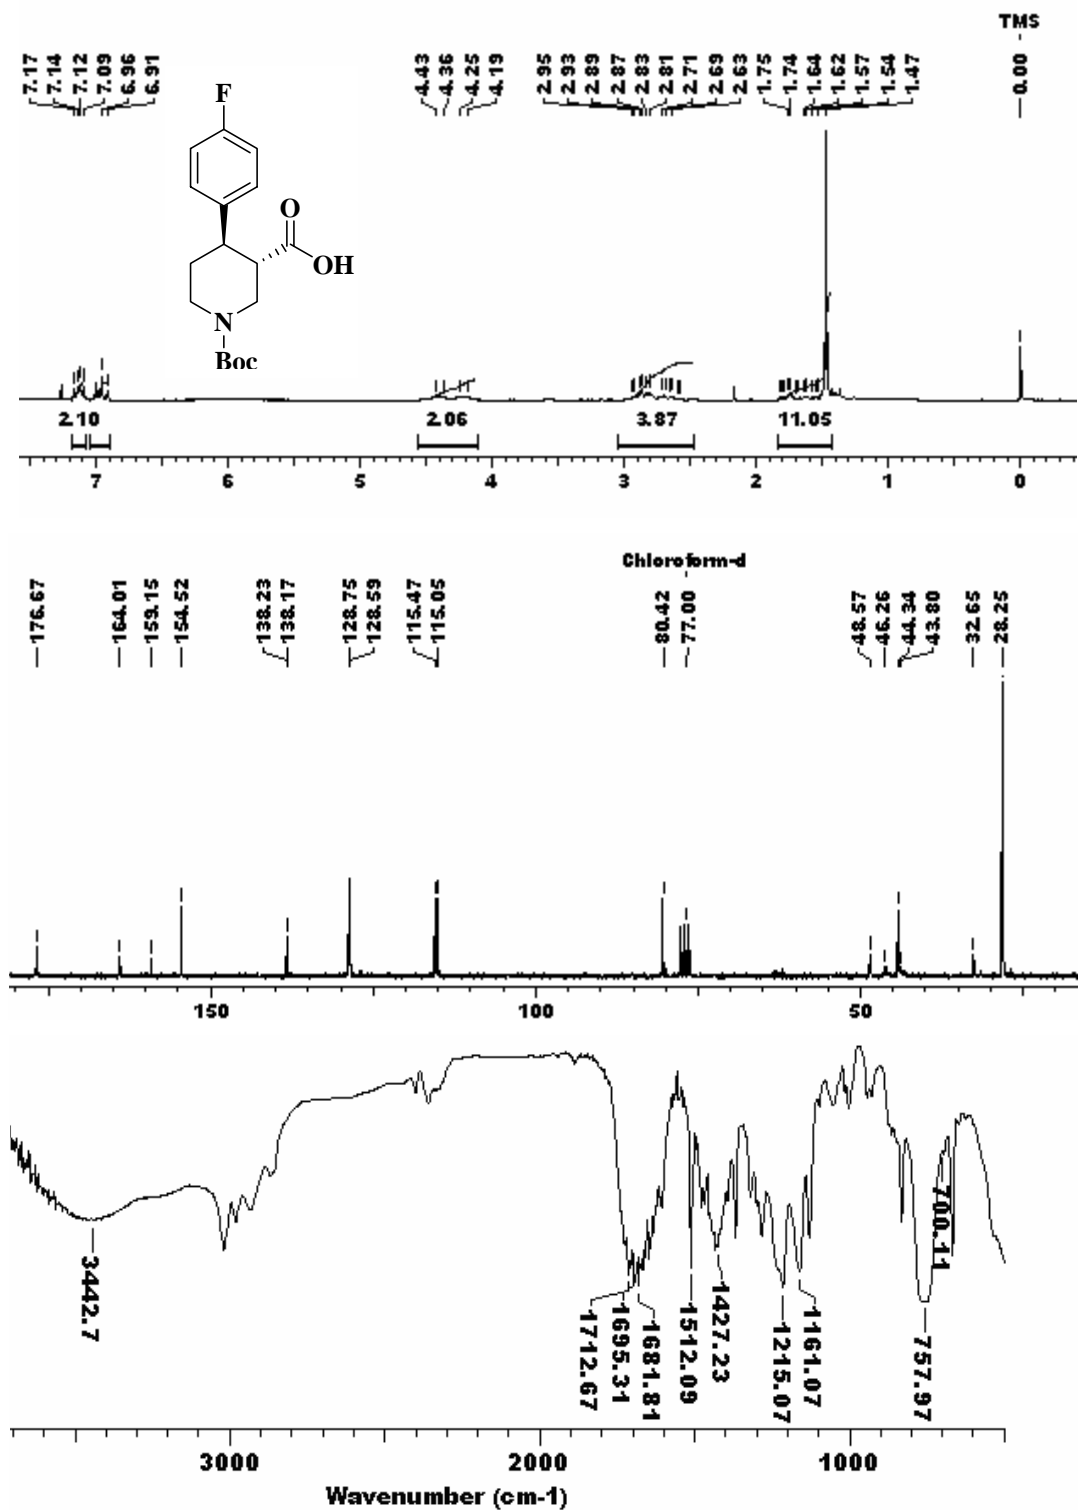 TMS
7.17 7.14 7.12 7.09 6.96 6.91 4.43 4.36 4.25 4.19 2.95 2.93 2.89 2.87 2.83 2.81 2.71 2.69 2.63 1.75 1.74 1.64 1.62 1.57 1.54 1.47 0.00
F
O
OH
N
Boc
2.10 2.06 3.87 11.05
7 6 5 4 3 2 1 0
Chloroform-d
176.67 164.01 159.15 154.52 138.23 138.17 128.75 128.59 115.47 115.05 80.42 77.00 48.57 46.26 44.34 43.80 32.65 28.25
150 100 50
3442.7 1712.67 1695.31 1681.81 1512.09 1427.23 1215.07 1161.07 757.97 700.11
3000 2000 1000
Wavenumber (cm-1)